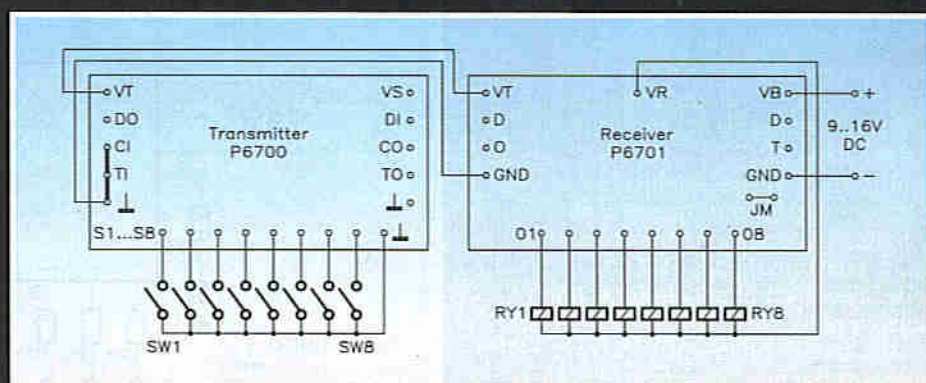 VT VS VT VR VB +
DO DI D D
Transmitter Receiver 9..16V
P6700 P6701 DC
CI CO O T
TI TO GND GND −
JM
S1...S8 O1 O8
RY1 RY8
SW1 SW8